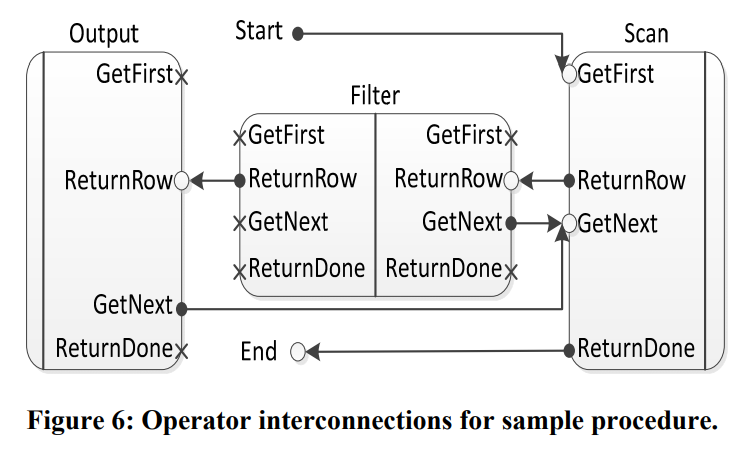 Output
Start
Scan
GetFirst
GetFirst
Filter
GetFirst
GetFirst
ReturnRow
ReturnRow
ReturnRow
ReturnRow
GetNext
GetNext
GetNext
ReturnDone
ReturnDone
GetNext
ReturnDone
End
ReturnDone
Figure 6: Operator interconnections for sample procedure.